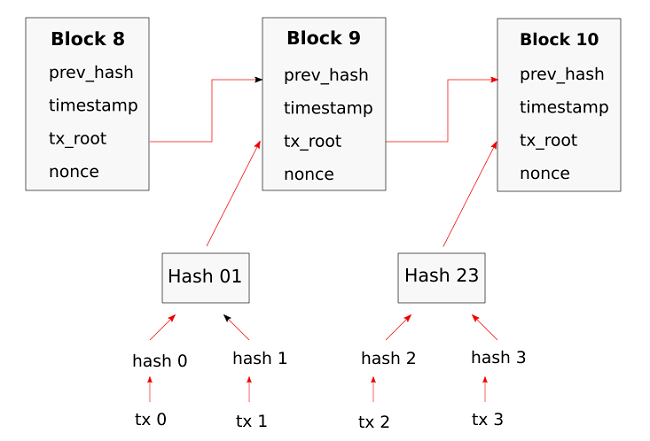 Block 8
prev_hash
timestamp
tx_root
nonce
Block 9
prev_hash
timestamp
tx_root
nonce
Block 10
prev_hash
timestamp
tx_root
nonce
Hash 01
Hash 23
hash 0
hash 1
hash 2
hash 3
tx 0
tx 1
tx 2
tx 3